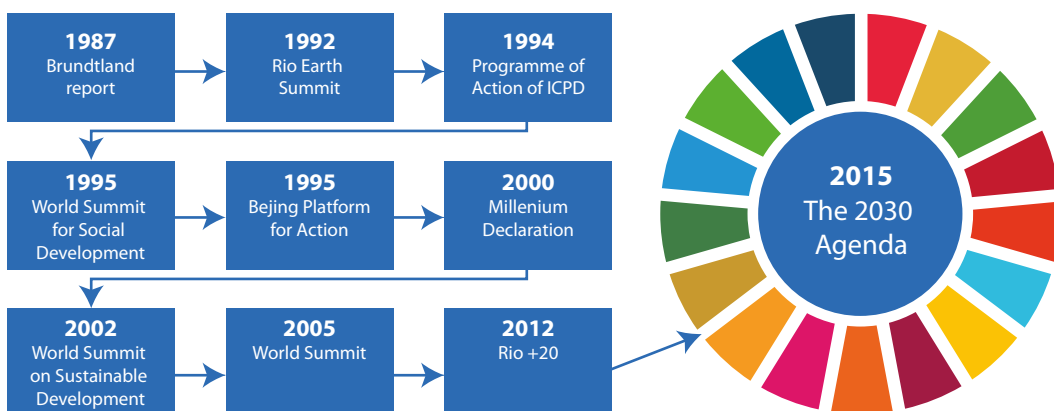 1987
Brundtland
report
1992
Rio Earth
Summit
1994
Programme of
Action of ICPD
1995
World Summit
for Social
Development
1995
Bejing Platform
for Action
2000
Millenium
Declaration
2002
World Summit
on Sustainable
Development
2005
World Summit
2012
Rio +20
2015
The 2030
Agenda